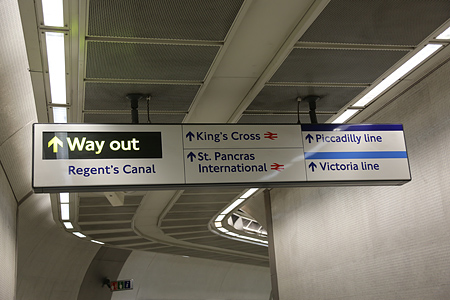 Way out
Regent's Canal
King's Cross
St. Pancras
International
Piccadilly line
Victoria line